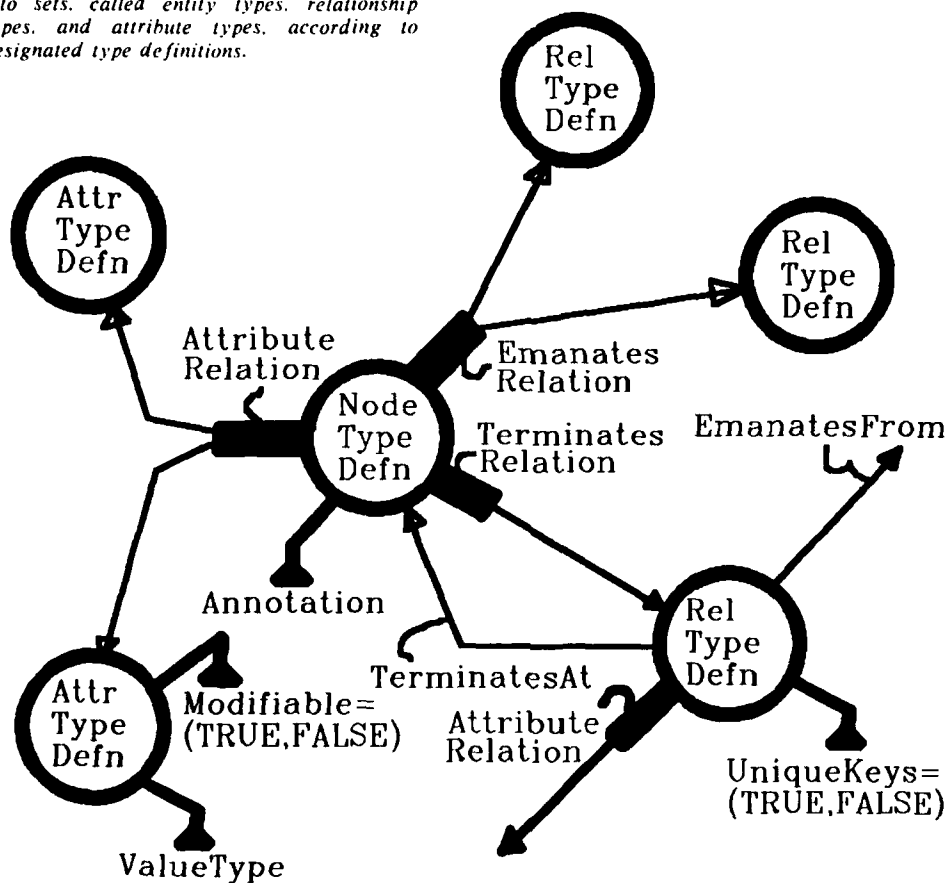 to sets, called entity types, relationship
pes, and attribute types, according to
esignated type definitions.
Rel
Type
Defn
Attr
Type
Defn
Rel
Type
Defn
Attribute
Relation
Emanates
Relation
Node
Type
Defn
Terminates
Relation
EmanatesFrom
Annotation
Rel
Type
Defn
TerminatesAt
Attr
Type
Defn
Modifiable=
(TRUE,FALSE)
Attribute
Relation
UniqueKeys=
(TRUE,FALSE)
ValueType